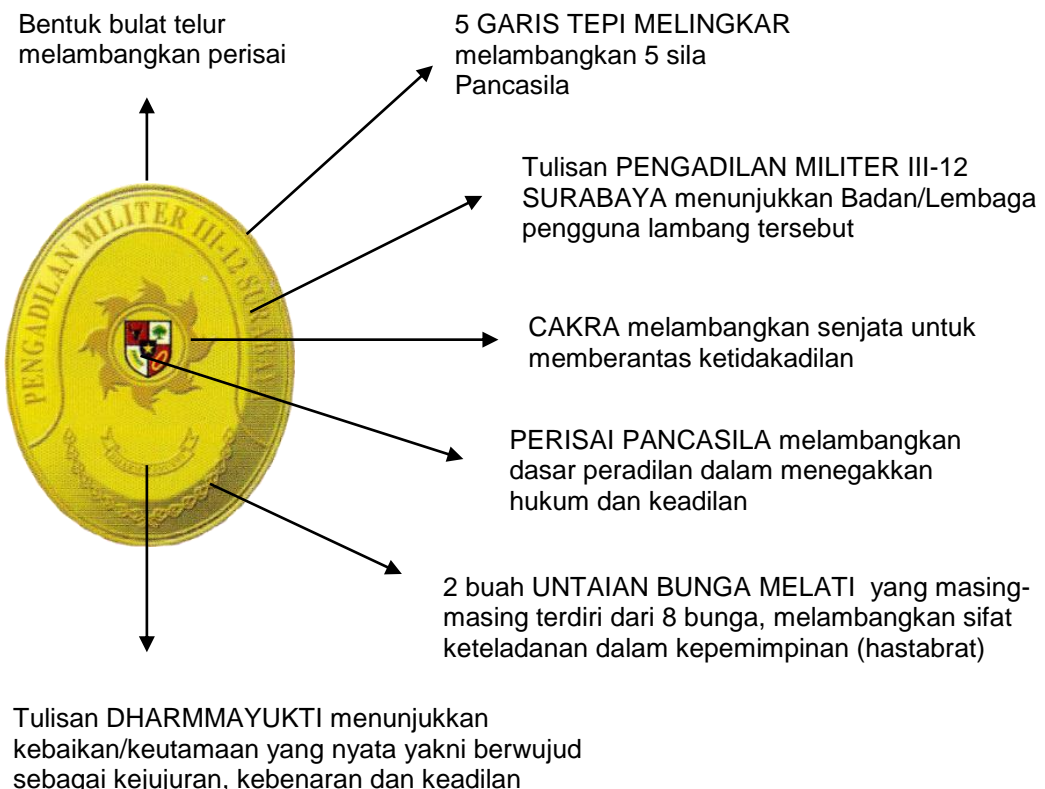 Bentuk bulat telur
melambangkan perisai
5 GARIS TEPI MELINGKAR
melambangkan 5 sila
Pancasila
Tulisan PENGADILAN MILITER III-12
SURABAYA menunjukkan Badan/Lembaga
pengguna lambang tersebut
PENGADILAN MILITER III-12 SURABAYA
CAKRA melambangkan senjata untuk
memberantas ketidakadilan
PERISAI PANCASILA melambangkan
dasar peradilan dalam menegakkan
hukum dan keadilan
2 buah UNTAIAN BUNGA MELATI  yang masing-
masing terdiri dari 8 bunga, melambangkan sifat
keteladanan dalam kepemimpinan (hastabrat)
Tulisan DHARMMAYUKTI menunjukkan
kebaikan/keutamaan yang nyata yakni berwujud
sebagai kejujuran, kebenaran dan keadilan